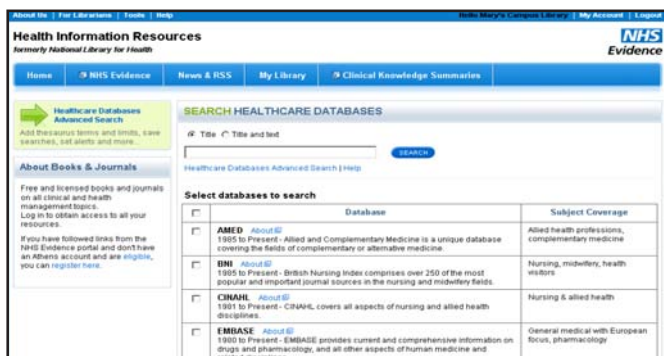 About Us | For Librarians | Tools | Help
Hello Mary's Campus Library | My Account | Logout
Health Information Resources
formerly National Library for Health
NHS
Evidence
Home
NHS Evidence
News & RSS
My Library
Clinical Knowledge Summaries
Healthcare Databases
Advanced Search
Add thesaurus terms and limits, save
searches, set alerts and more...
About Books & Journals
Free and licensed books and journals
on all clinical and health
management topics.
Log in to obtain access to all your
resources.
If you have followed links from the
NHS Evidence portal and don't have
an Athens account and are eligible,
you can register here.
SEARCH HEALTHCARE DATABASES
Title Title and text
SEARCH
Healthcare Databases Advanced Search | Help
Select databases to search
Database
Subject Coverage
AMED About
1985 to Present - Allied and Complementary Medicine is a unique database
covering the fields of complementary or alternative medicine.
Allied health professions,
complementary medicine
BNI About
1985 to Present - British Nursing Index comprises over 250 of the most
popular and important journal sources in the nursing and midwifery fields.
Nursing, midwifery, health
visitors
CINAHL About
1981 to Present - CINAHL covers all aspects of nursing and allied health
disciplines.
Nursing & allied health
EMBASE About
1980 to Present - EMBASE provides current and comprehensive information on
drugs and pharmacology, and all other aspects of human medicine and
General medical with European
focus, pharmacology